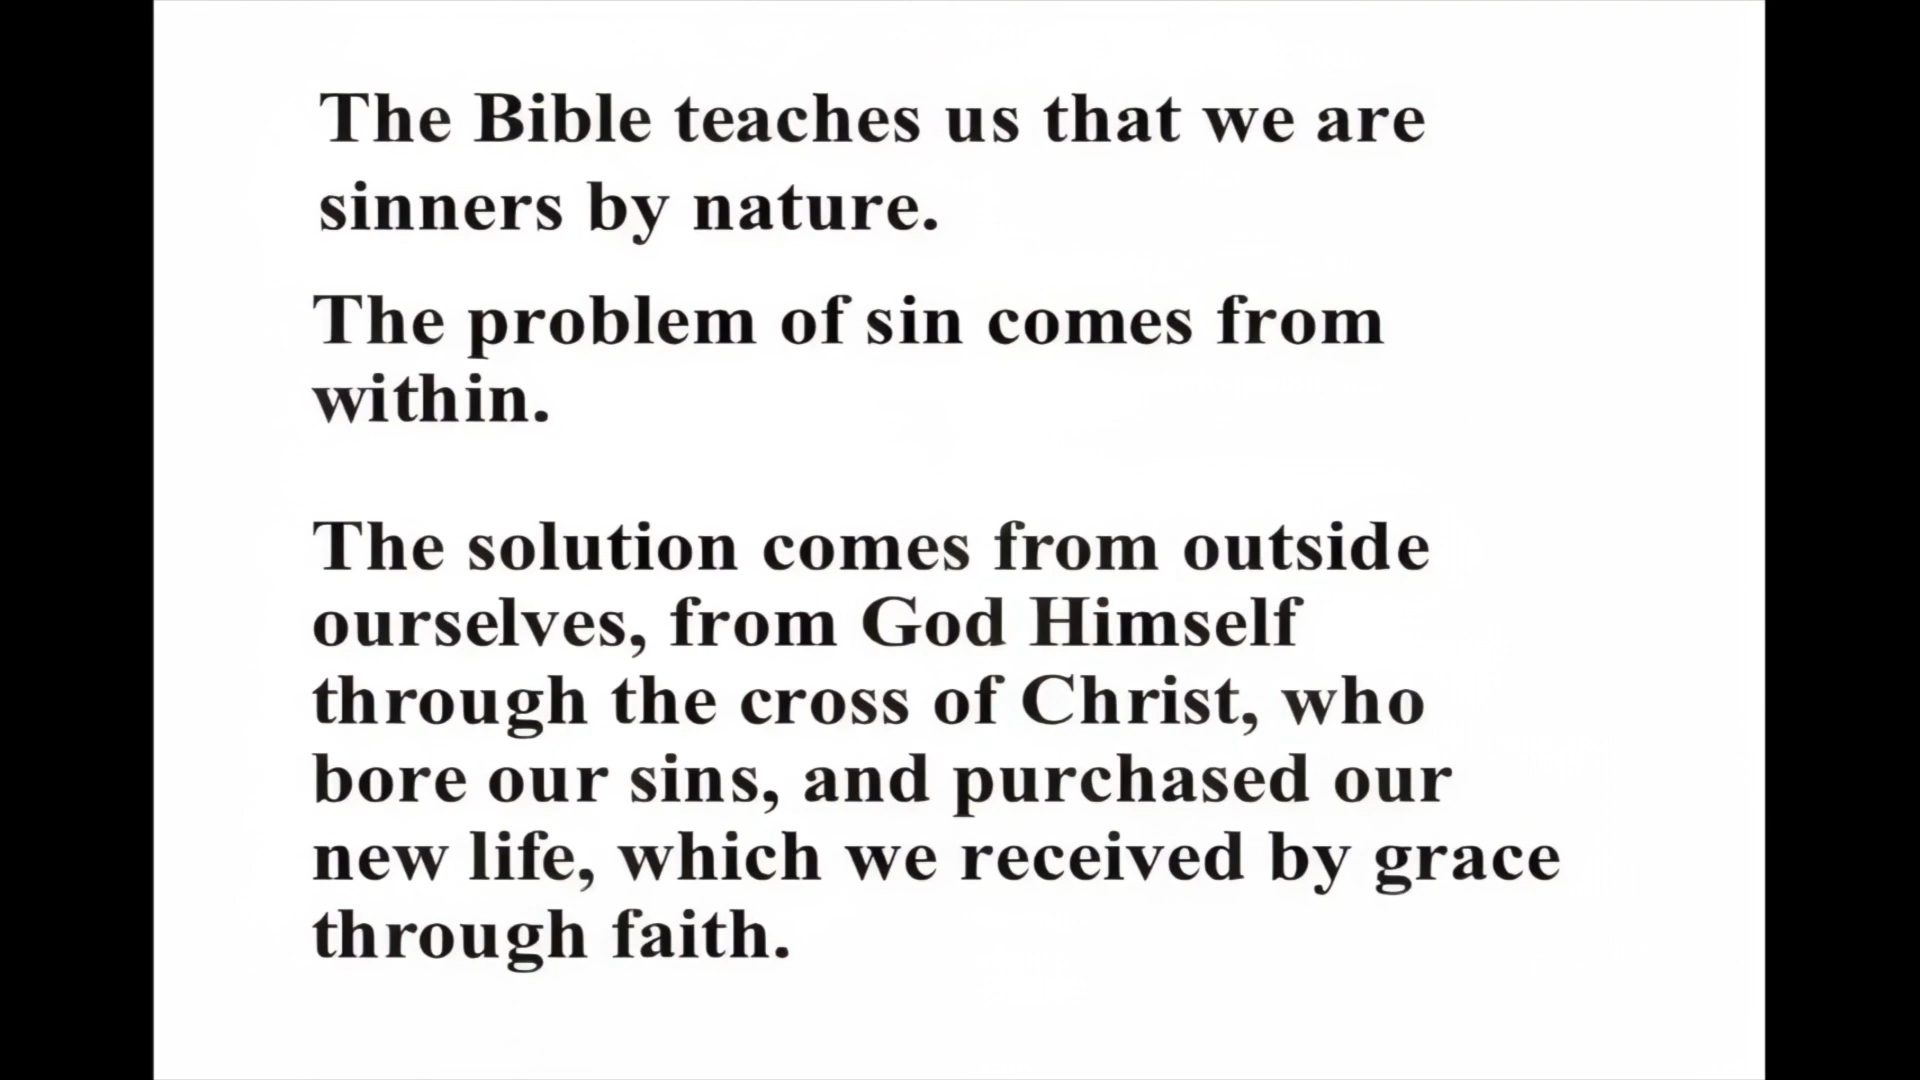 The Bible teaches us that we are
sinners by nature.
The problem of sin comes from
within.
The solution comes from outside
ourselves, from God Himself
through the cross of Christ, who
bore our sins, and purchased our
new life, which we received by grace
through faith.